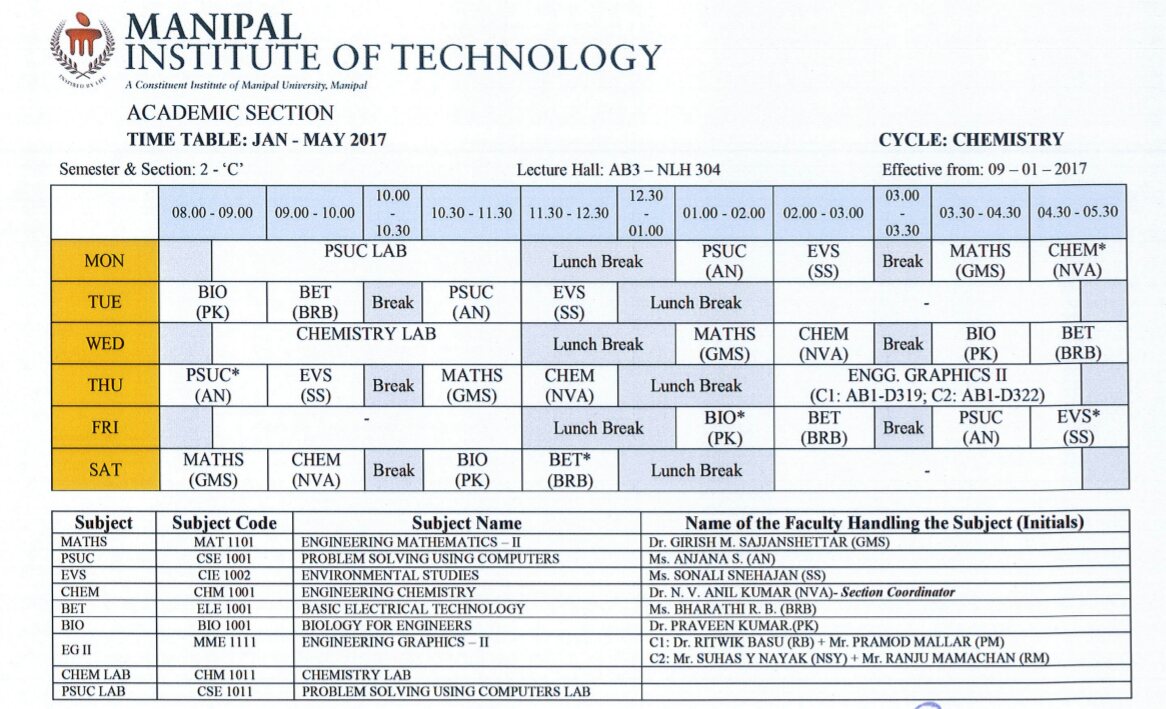 MANIPAL
INSTITUTE OF TECHNOLOGY
INSPIRED BY LIFE
A Constituent Institute of Manipal University, Manipal
ACADEMIC SECTION
TIME TABLE: JAN - MAY 2017 CYCLE: CHEMISTRY
Semester & Section: 2 - ‘C’ Lecture Hall: AB3 – NLH 304 Effective from: 09 – 01 – 2017
08.00 - 09.00 09.00 - 10.00 10.00 - 10.30 10.30 - 11.30 11.30 - 12.30 12.30 - 01.00 01.00 - 02.00 02.00 - 03.00 03.00 - 03.30 03.30 - 04.30 04.30 - 05.30
MON PSUC LAB Lunch Break PSUC (AN) EVS (SS) Break MATHS (GMS) CHEM* (NVA)
TUE BIO (PK) BET (BRB) Break PSUC (AN) EVS (SS) Lunch Break -
WED CHEMISTRY LAB Lunch Break MATHS (GMS) CHEM (NVA) Break BIO (PK) BET (BRB)
THU PSUC* (AN) EVS (SS) Break MATHS (GMS) CHEM (NVA) Lunch Break ENGG. GRAPHICS II (C1: AB1-D319; C2: AB1-D322)
FRI - Lunch Break BIO* (PK) BET (BRB) Break PSUC (AN) EVS* (SS)
SAT MATHS (GMS) CHEM (NVA) Break BIO (PK) BET* (BRB) Lunch Break -
Subject Subject Code Subject Name Name of the Faculty Handling the Subject (Initials)
MATHS MAT 1101 ENGINEERING MATHEMATICS – II Dr. GIRISH M. SAJJANSHETTAR (GMS)
PSUC CSE 1001 PROBLEM SOLVING USING COMPUTERS Ms. ANJANA S. (AN)
EVS CIE 1002 ENVIRONMENTAL STUDIES Ms. SONALI SNEHAJAN (SS)
CHEM CHM 1001 ENGINEERING CHEMISTRY Dr. N. V. ANIL KUMAR (NVA)- Section Coordinator
BET ELE 1001 BASIC ELECTRICAL TECHNOLOGY Ms. BHARATHI R. B. (BRB)
BIO BIO 1001 BIOLOGY FOR ENGINEERS Dr. PRAVEEN KUMAR.(PK)
EG II MME 1111 ENGINEERING GRAPHICS – II C1: Dr. RITWIK BASU (RB) + Mr. PRAMOD MALLAR (PM)
C2: Mr. SUHAS Y NAYAK (NSY) + Mr. RANJU MAMACHAN (RM)
CHEM LAB CHM 1011 CHEMISTRY LAB
PSUC LAB CSE 1011 PROBLEM SOLVING USING COMPUTERS LAB